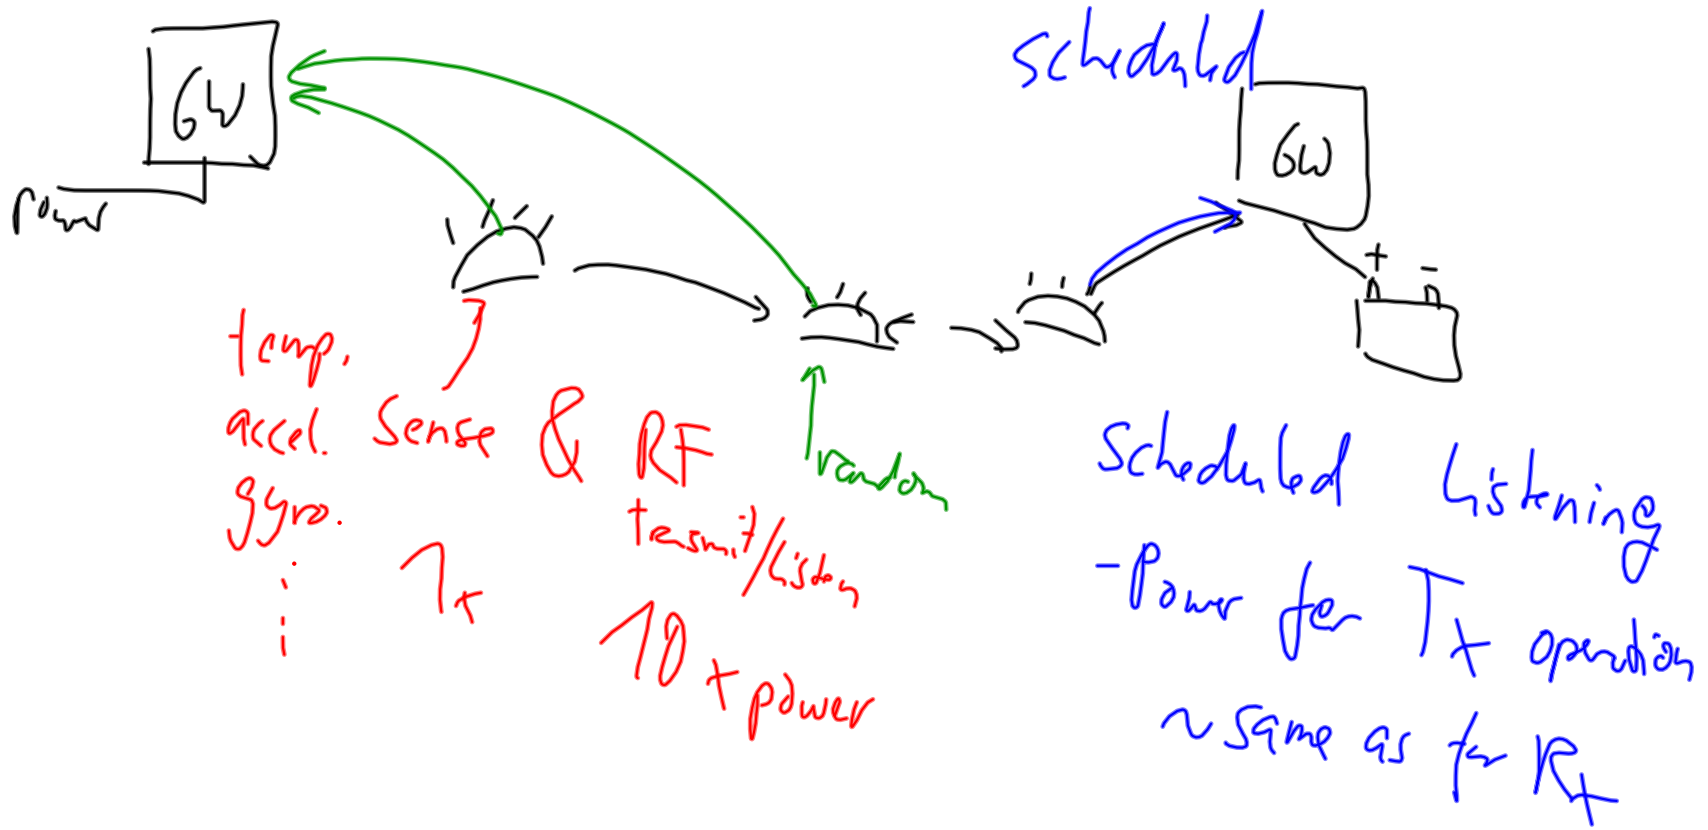 scheduled
GW
GW
power
+ -
temp.
accel.
gyro.
Sense & RF
transmit/listen
1x
10 x power
random
Scheduled listening
- Power for Tx operation
~ same as for Rx